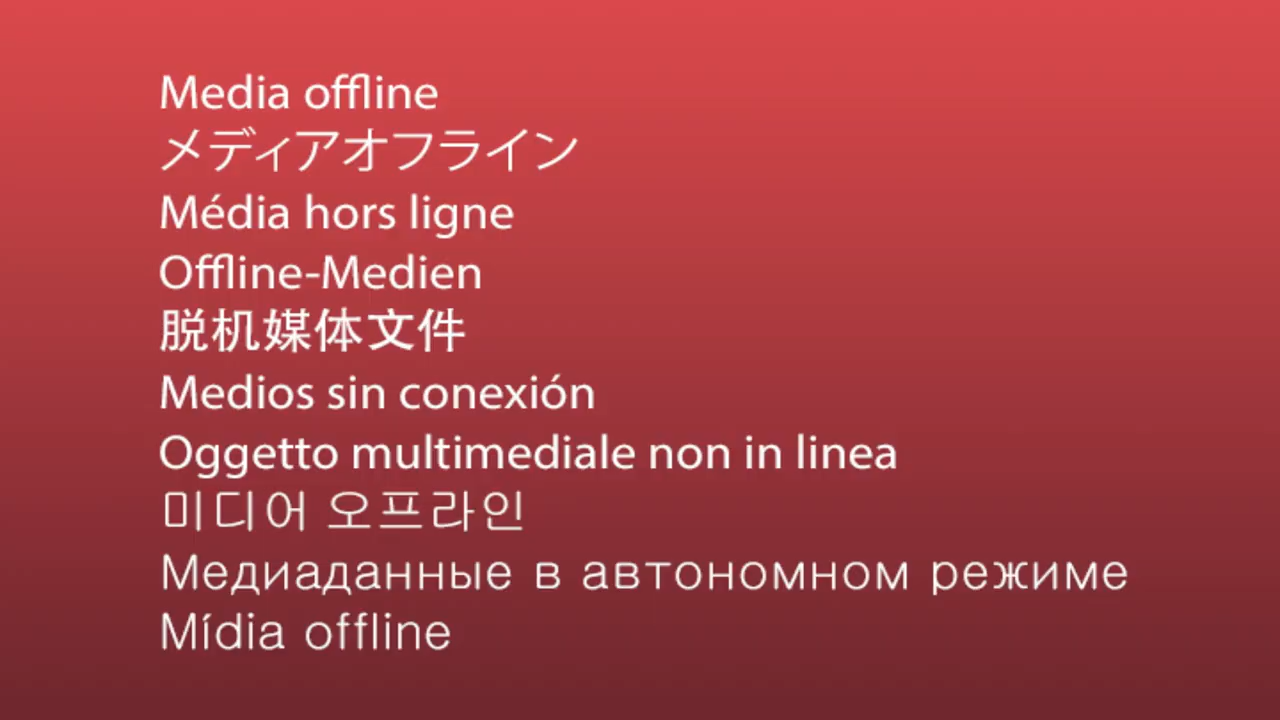 Media offline
メディアオフライン
Média hors ligne
Offline-Medien
脱机媒体文件
Medios sin conexión
Oggetto multimediale non in linea
미디어 오프라인
Медиаданные в автономном режиме
Mídia offline